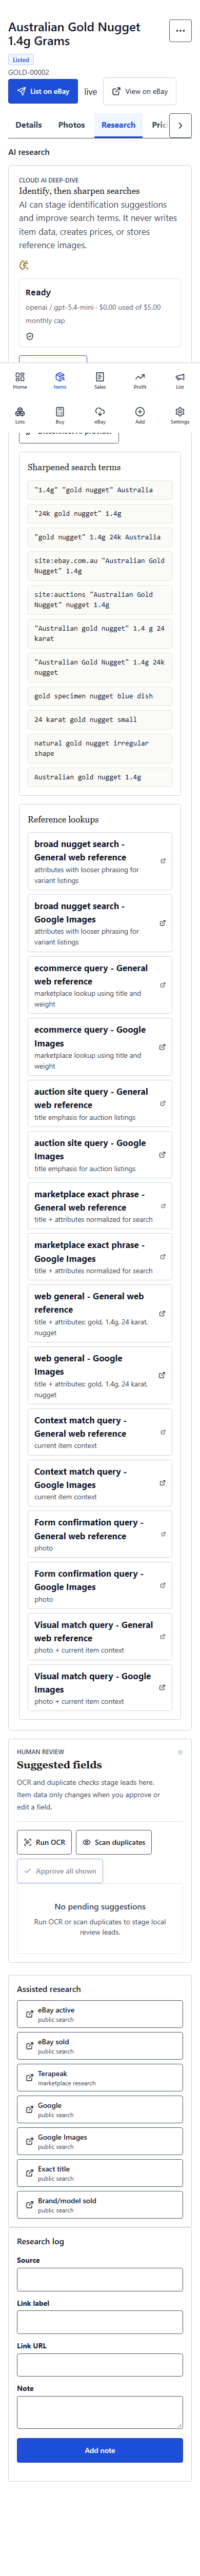 Australian Gold Nugget
1.4g Grams
Listed
GOLD-00002
List on eBay
live
View on eBay
Details
Photos
Research
AI research
CLOUD AI DEEP-DIVE
Identify, then sharpen searches
AI can stage identification suggestions
and improve search terms. It never writes
item data, creates prices, or stores
reference images.
Ready
openai / gpt-5.4-mini · $0.00 used of $5.00
monthly cap
Home
Items
Sales
Profit
List
Lots
Buy
eBay
Add
Settings
Sharpened search terms
"1.4g" "gold nugget" Australia
"24k gold nugget" 1.4g
"gold nugget" 1.4g 24k Australia
site:ebay.com.au "Australian Gold
Nugget" 1.4g
site:auctions "Australian Gold
Nugget" nugget 1.4g
"Australian gold nugget" 1.4 g 24
karat
"Australian Gold Nugget" 1.4g 24k
nugget
gold specimen nugget blue dish
24 karat gold nugget small
natural gold nugget irregular
shape
Australian gold nugget 1.4g
Reference lookups
broad nugget search -
General web reference
attributes with looser phrasing for
variant listings
broad nugget search -
Google Images
attributes with looser phrasing for
variant listings
ecommerce query - General
web reference
marketplace lookup using title and
weight
ecommerce query - Google
Images
marketplace lookup using title and
weight
auction site query - General
web reference
title emphasis for auction listings
auction site query - Google
Images
title emphasis for auction listings
marketplace exact phrase -
General web reference
title + attributes normalized for search
marketplace exact phrase -
Google Images
title + attributes normalized for search
web general - General web
reference
title + attributes: gold, 1.4g, 24 karat,
nugget
web general - Google
Images
title + attributes: gold, 1.4g, 24 karat,
nugget
Context match query -
General web reference
current item context
Context match query -
Google Images
current item context
Form confirmation query -
General web reference
photo
Form confirmation query -
Google Images
photo
Visual match query - General
web reference
photo + current item context
Visual match query - Google
Images
photo + current item context
HUMAN REVIEW
Suggested fields
OCR and duplicate checks stage leads here.
Item data only changes when you approve or
edit a field.
Run OCR
Scan duplicates
Approve all shown
No pending suggestions
Run OCR or scan duplicates to stage local
review leads.
Assisted research
eBay active
public search
eBay sold
public search
Terapeak
marketplace research
Google
public search
Google Images
public search
Exact title
public search
Brand/model sold
public search
Research log
Source
Link label
Link URL
Note
Add note